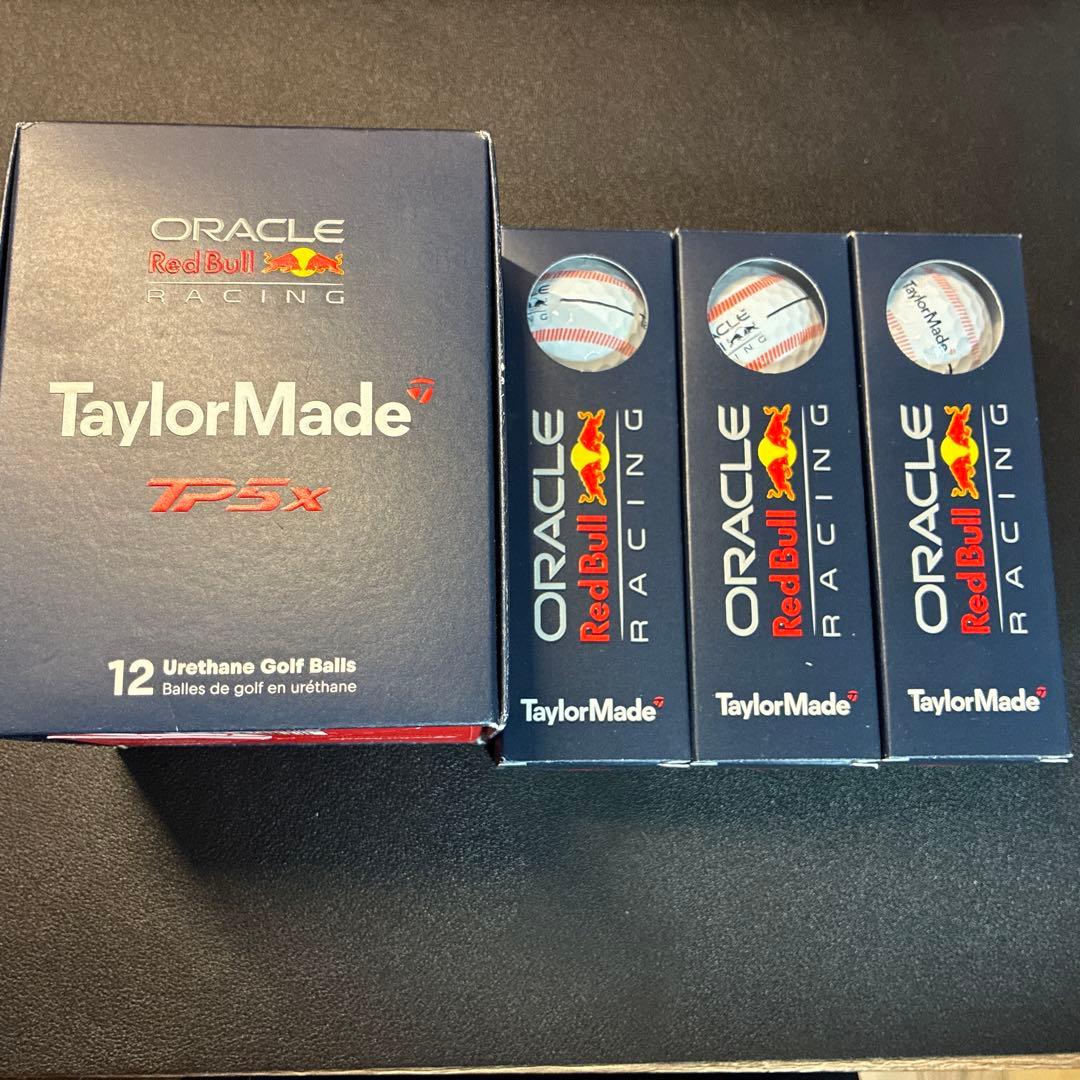 ORACLE
Red Bull
RACING
TaylorMade
TP5x
12 Urethane Golf Balls
Balles de golf en uréthane
ORACLE
Red Bull
RACING
TaylorMade
ORACLE
Red Bull
RACING
TaylorMade
TaylorMade
ORACLE
Red Bull
RACING
TaylorMade